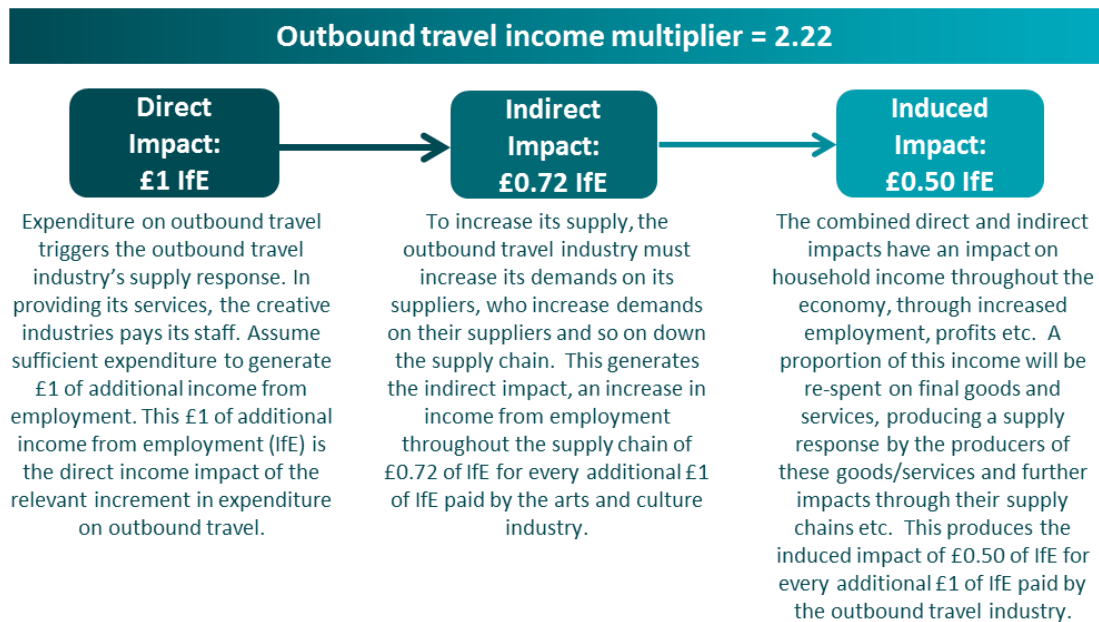 Outbound travel income multiplier = 2.22
Direct
Impact:
£1 IfE
Expenditure on outbound travel
triggers the outbound travel
industry's supply response. In
providing its services, the creative
industries pays its staff. Assume
sufficient expenditure to generate
£1 of additional income from
employment. This £1 of additional
income from employment (IfE) is
the direct income impact of the
relevant increment in expenditure
on outbound travel.
Indirect
Impact:
£0.72 IfE
To increase its supply, the
outbound travel industry must
increase its demands on its
suppliers, who increase demands
on their suppliers and so on down
the supply chain. This generates
the indirect impact, an increase in
income from employment
throughout the supply chain of
£0.72 of IfE for every additional £1
of IfE paid by the arts and culture
industry.
Induced
Impact:
£0.50 IfE
The combined direct and indirect
impacts have an impact on
household income throughout the
economy, through increased
employment, profits etc. A
proportion of this income will be
re-spent on final goods and
services, producing a supply
response by the producers of
these goods/services and further
impacts through their supply
chains etc. This produces the
induced impact of £0.50 of IfE for
every additional £1 of IfE paid by
the outbound travel industry.